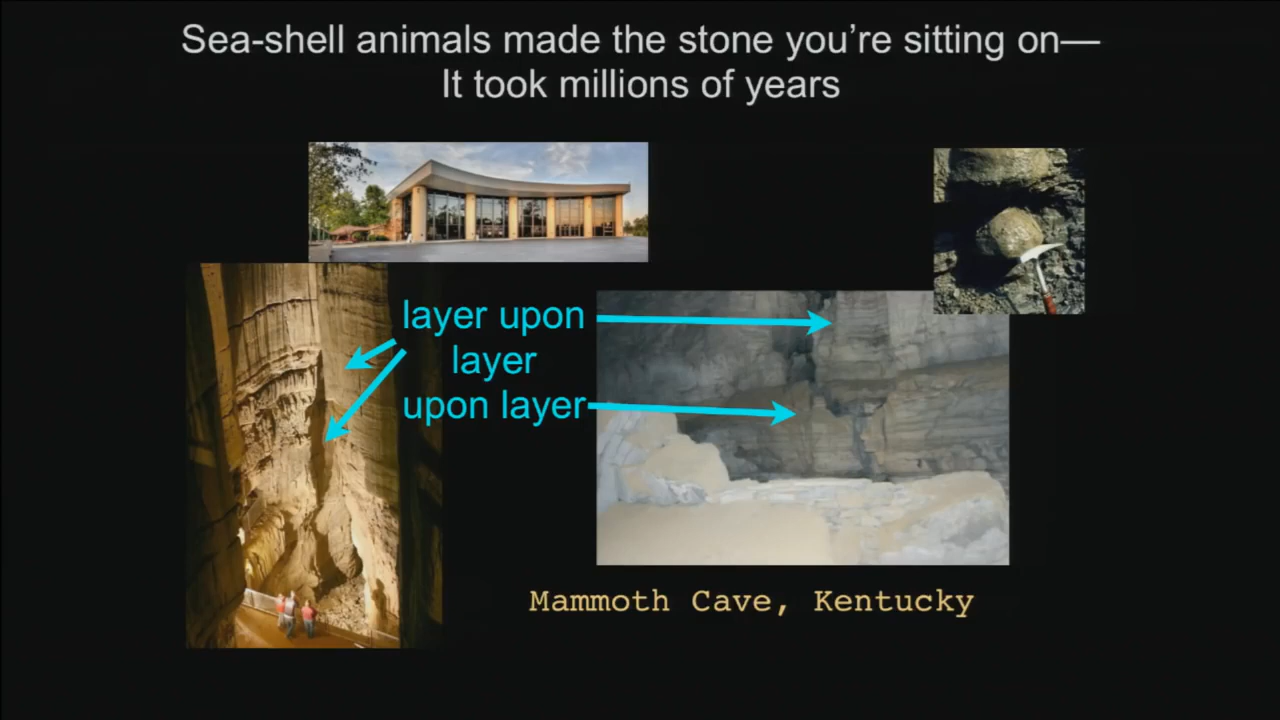 Sea-shell animals made the stone you're sitting on—
It took millions of years
layer upon
layer
upon layer
Mammoth Cave, Kentucky